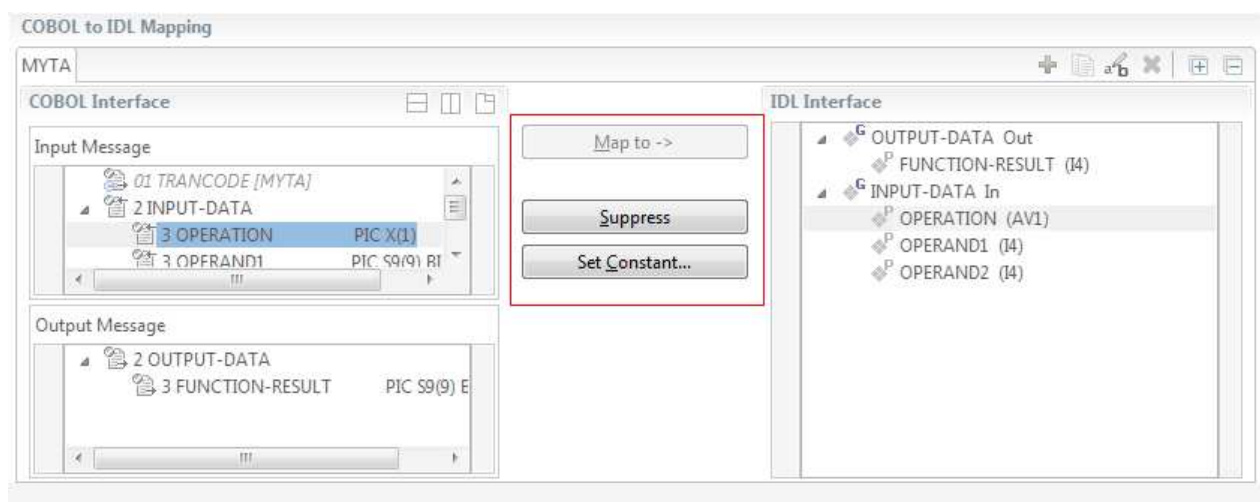 COBOL to IDL Mapping
MYTA
COBOL Interface
Input Message
01 TRANCODE [MYTA]
2 INPUT-DATA
3 OPERATION PIC X(1)
3 OPERAND1 PIC S9(9) BI
Output Message
2 OUTPUT-DATA
3 FUNCTION-RESULT PIC S9(9) E
Map to ->
Suppress
Set Constant...
IDL Interface
OUTPUT-DATA Out
FUNCTION-RESULT (I4)
INPUT-DATA In
OPERATION (AV1)
OPERAND1 (I4)
OPERAND2 (I4)